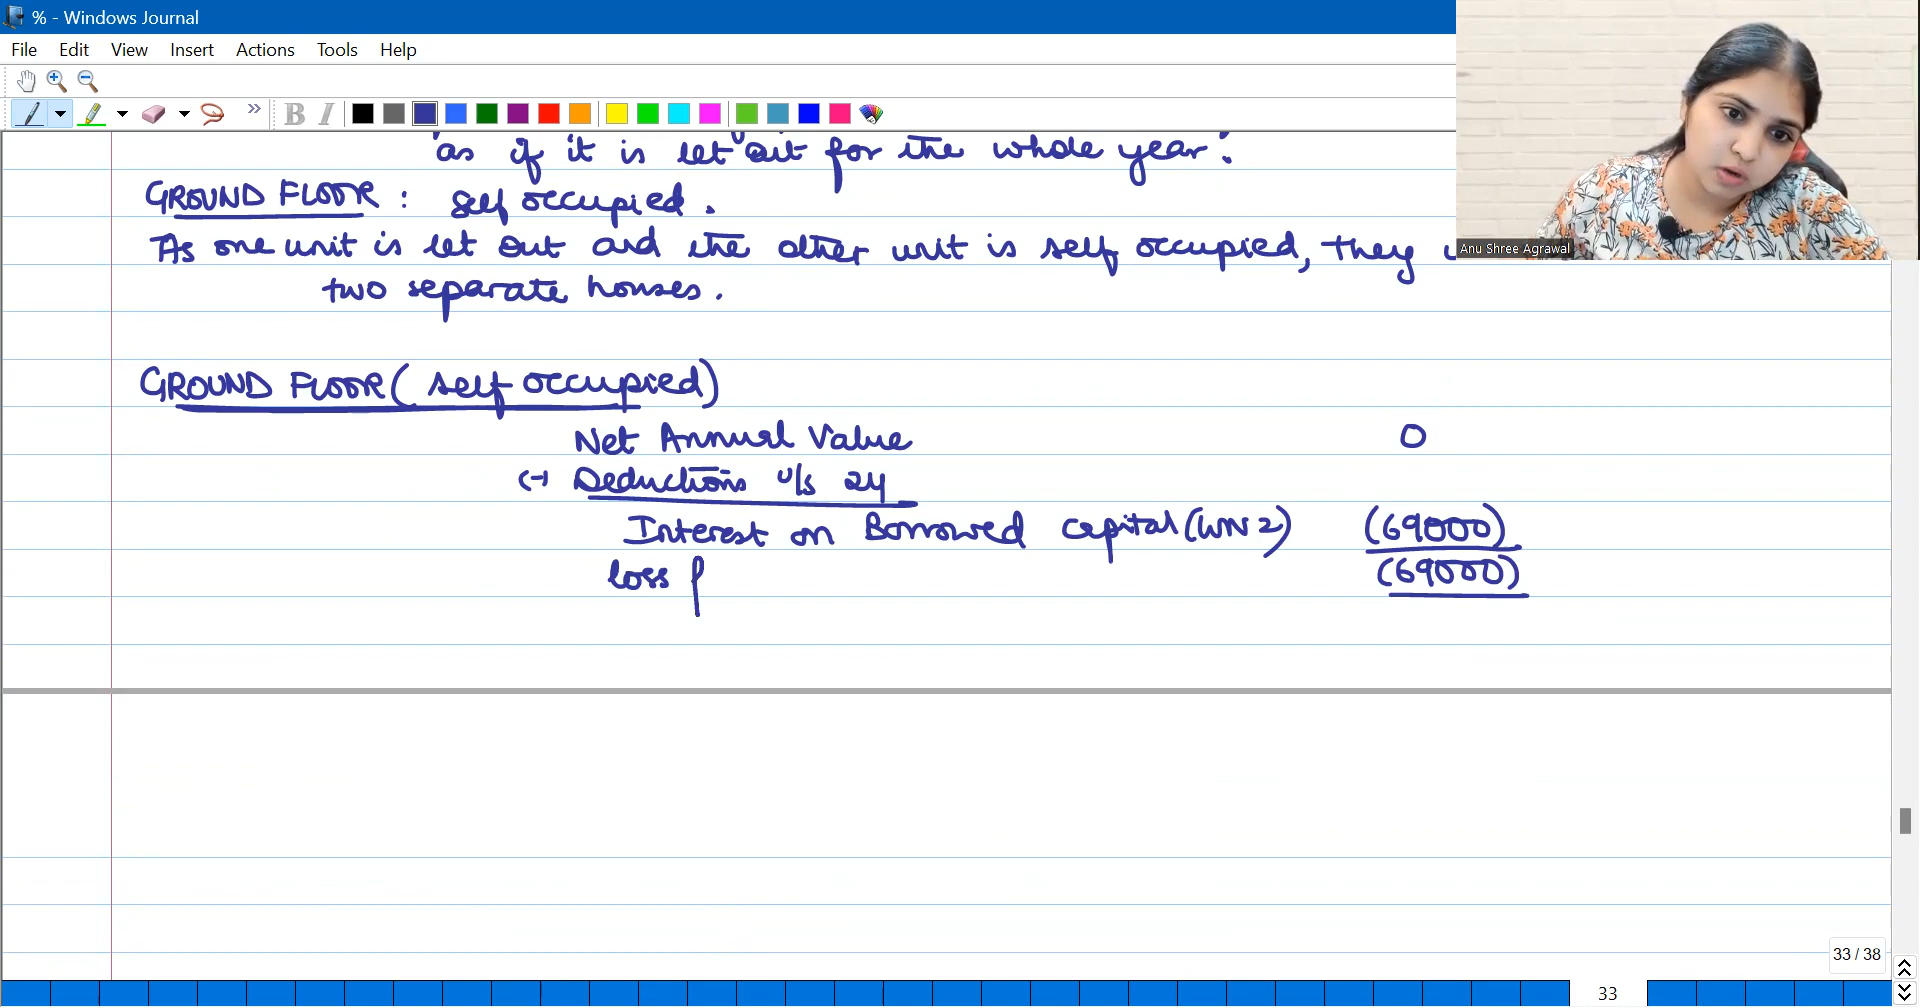 % - Windows Journal
File Edit View Insert Actions Tools Help
B I
"as if it is let out for the whole year".
GROUND FLOOR : self occupied.
As one unit is let out and the other unit is self occupied, they
two separate houses.
Anu Shree Agrawal
GROUND FLOOR (self occupied)
Net Annual Value 0
(-) Deductions u/s 24
Interest on Borrowed capital (WN2) (69000)
loss f (69000)
33 / 38
33